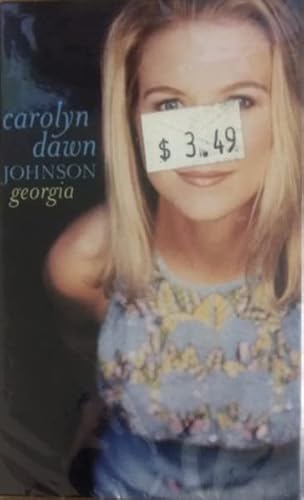 carolyn
dawn
JOHNSON
georgia
$ 3.49